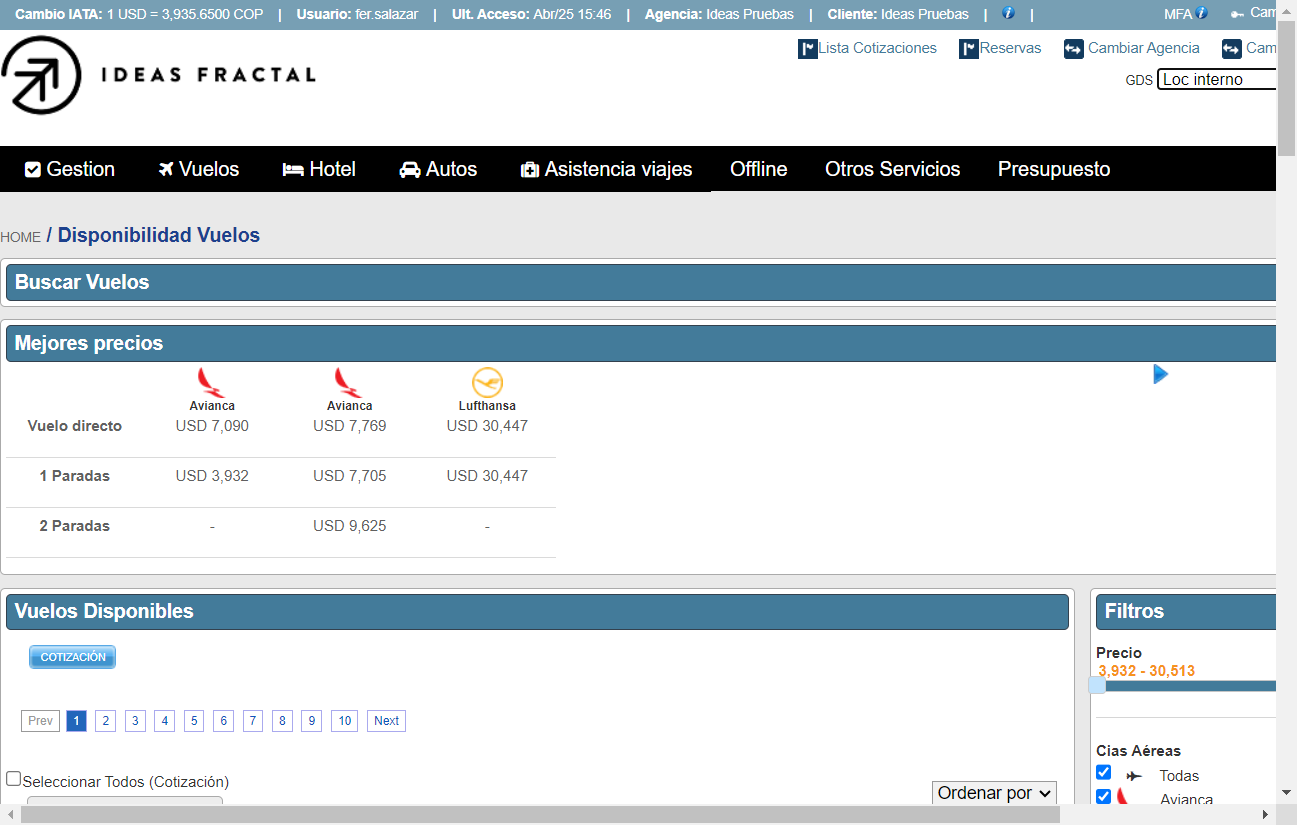 Cambio IATA: 1 USD = 3,935.6500 COP | Usuario: fer.salazar | Ult. Acceso: Abr/25 15:46 | Agencia: Ideas Pruebas | Cliente: Ideas Pruebas | i | MFA i Cam
Lista Cotizaciones Reservas Cambiar Agencia Cam
IDEAS FRACTAL
GDS Loc interno
Gestion Vuelos Hotel Autos Asistencia viajes Offline Otros Servicios Presupuesto
HOME / Disponibilidad Vuelos
Buscar Vuelos
Mejores precios
Avianca Avianca Lufthansa
Vuelo directo USD 7,090 USD 7,769 USD 30,447
1 Paradas USD 3,932 USD 7,705 USD 30,447
2 Paradas - USD 9,625 -
Vuelos Disponibles
COTIZACIÓN
Prev 1 2 3 4 5 6 7 8 9 10 Next
Seleccionar Todos (Cotización)
Ordenar por
Filtros
Precio
3,932 - 30,513
Cias Aéreas
Todas
Avianca